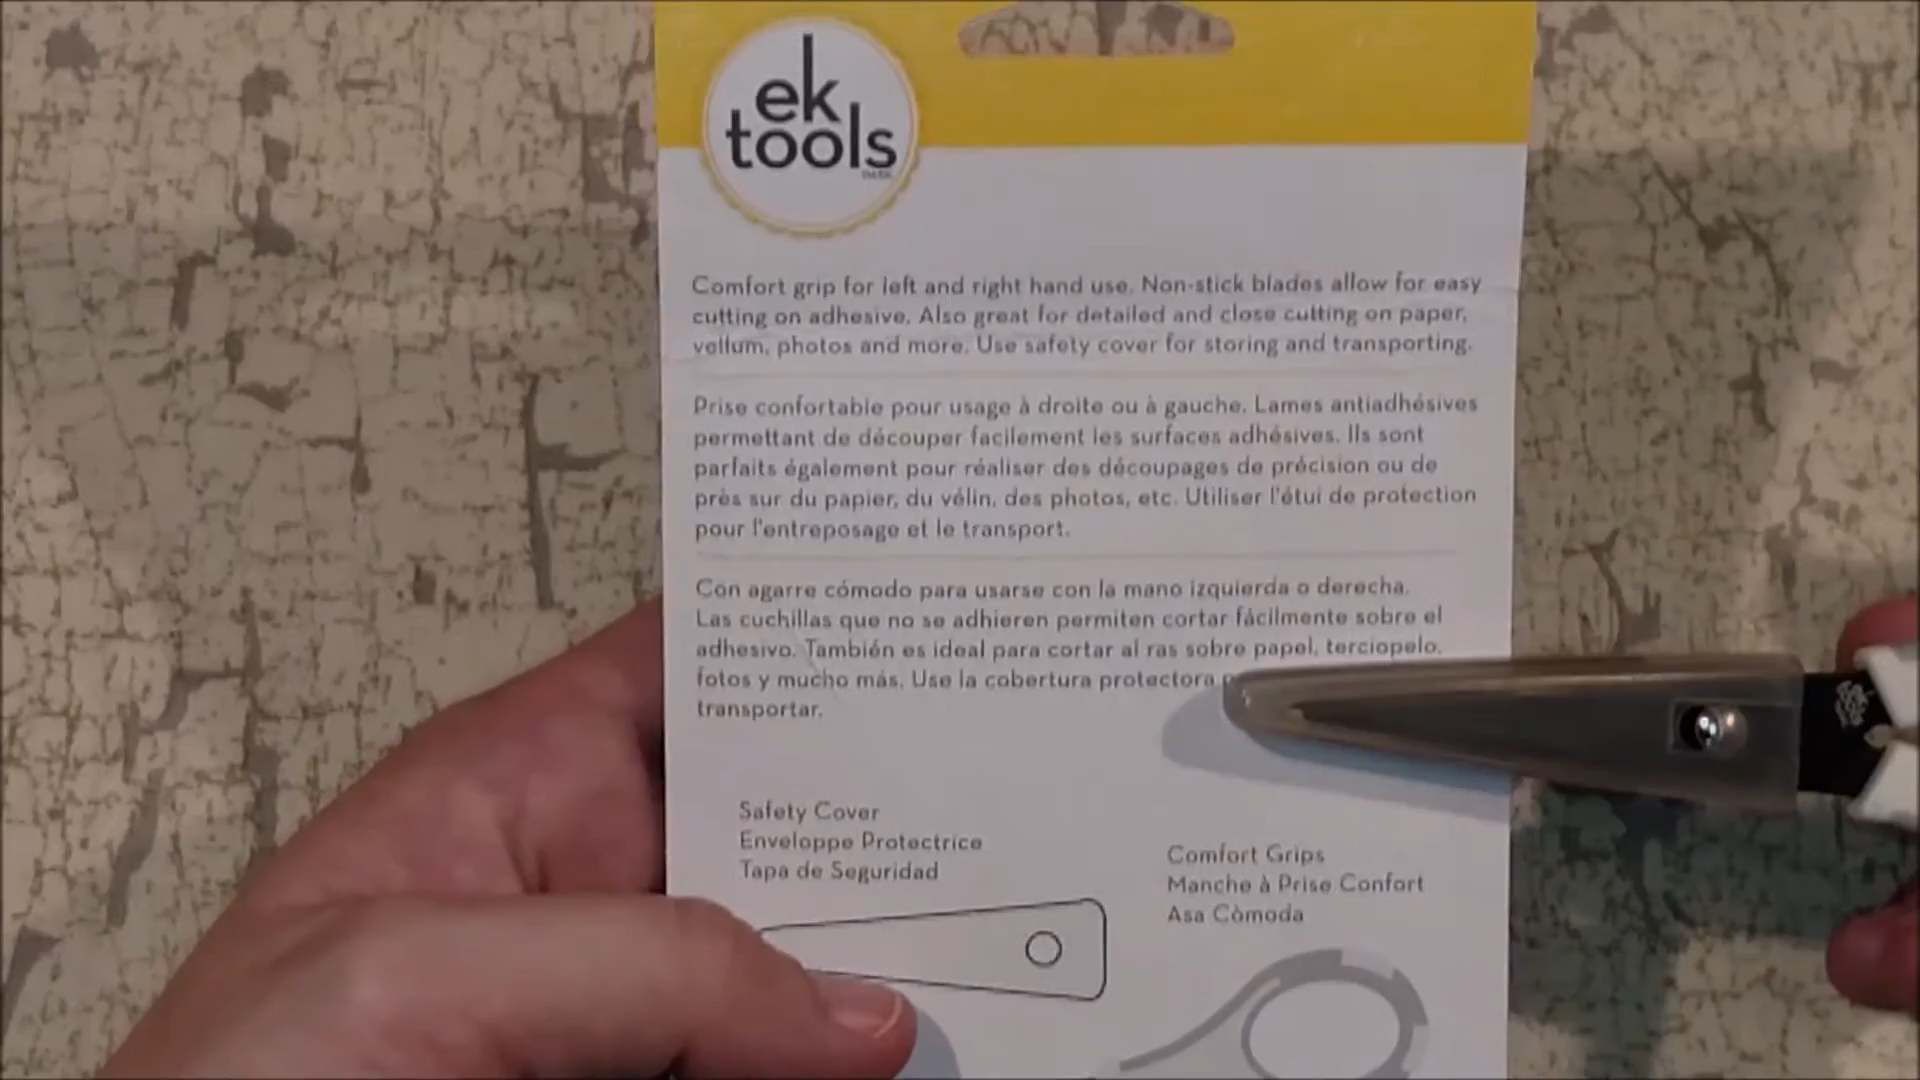 ek
tools
Comfort grip for left and right hand use. Non-stick blades allow for easy
cutting on adhesive. Also great for detailed and close cutting on paper,
vellum, photos and more. Use safety cover for storing and transporting.
Prise confortable pour usage à droite ou à gauche. Lames antiadhésives
permettant de découper facilement les surfaces adhésives. Ils sont
parfaits également pour réaliser des découpages de précision ou de
près sur du papier, du vélin, des photos, etc. Utiliser l'étui de protection
pour l'entreposage et le transport.
Con agarre cómodo para usarse con la mano izquierda o derecha.
Las cuchillas que no se adhieren permiten cortar fácilmente sobre el
adhesivo. También es ideal para cortar al ras sobre papel, terciopelo,
fotos y mucho más. Use la cobertura protectora
transportar.
Safety Cover
Enveloppe Protectrice
Tapa de Seguridad
Comfort Grips
Manche à Prise Confort
Asa Còmoda